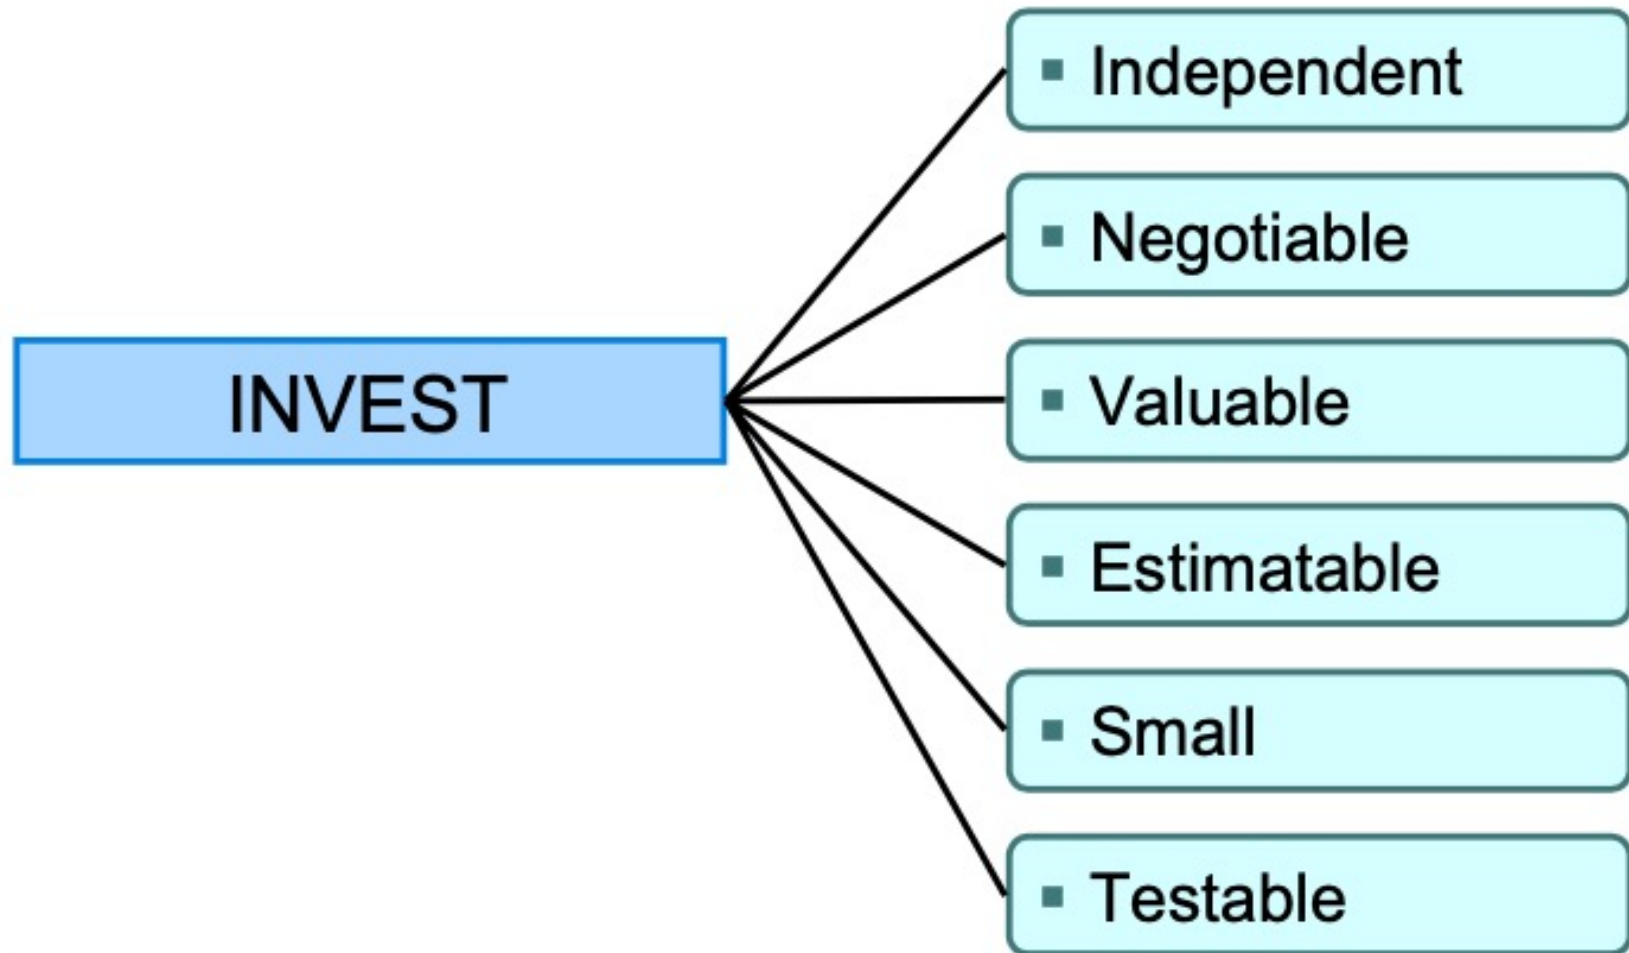 INVEST
▪ Independent
▪ Negotiable
▪ Valuable
▪ Estimatable
▪ Small
▪ Testable